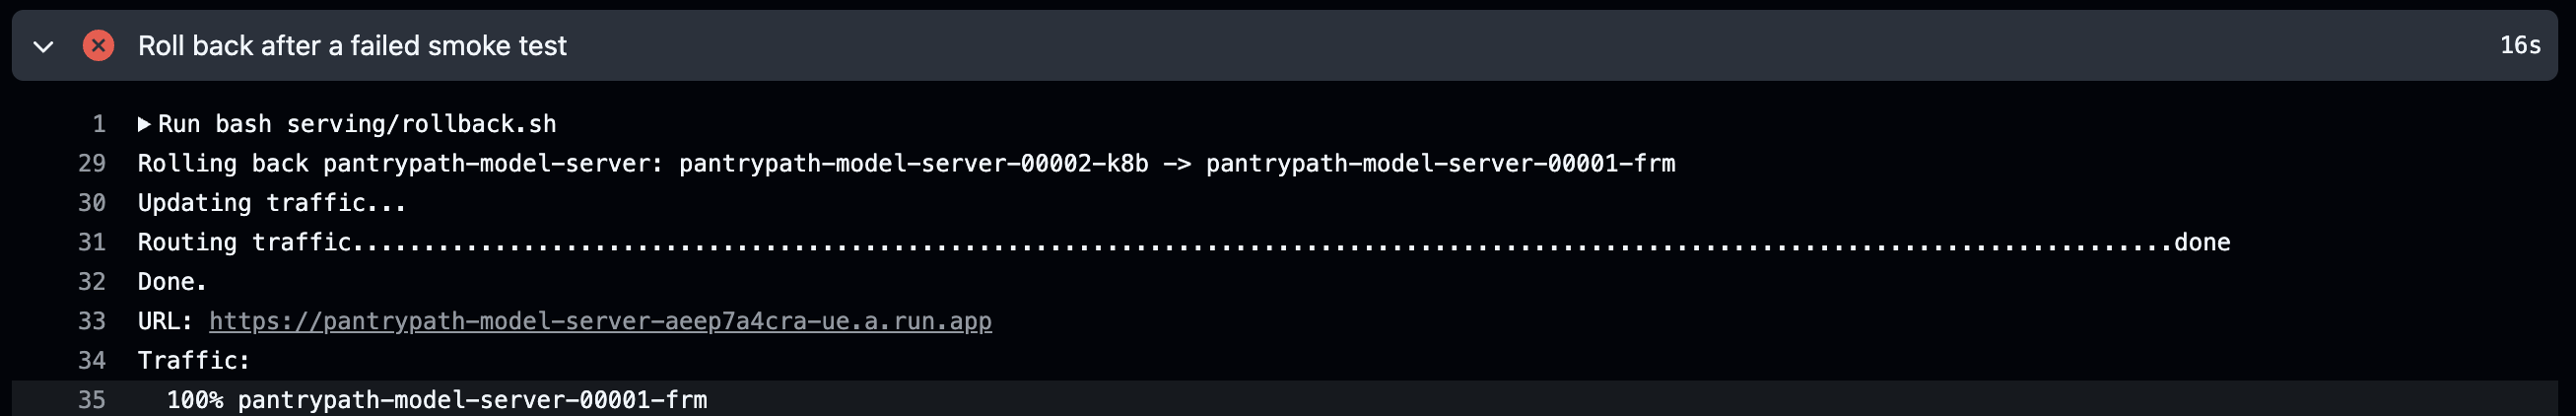 Roll back after a failed smoke test 16s
1 Run bash serving/rollback.sh
29 Rolling back pantrypath-model-server: pantrypath-model-server-00002-k8b -> pantrypath-model-server-00001-frm
30 Updating traffic...
31 Routing traffic................................................................................................................................done
32 Done.
33 URL: https://pantrypath-model-server-aeep7a4cra-ue.a.run.app
34 Traffic:
35 100% pantrypath-model-server-00001-frm